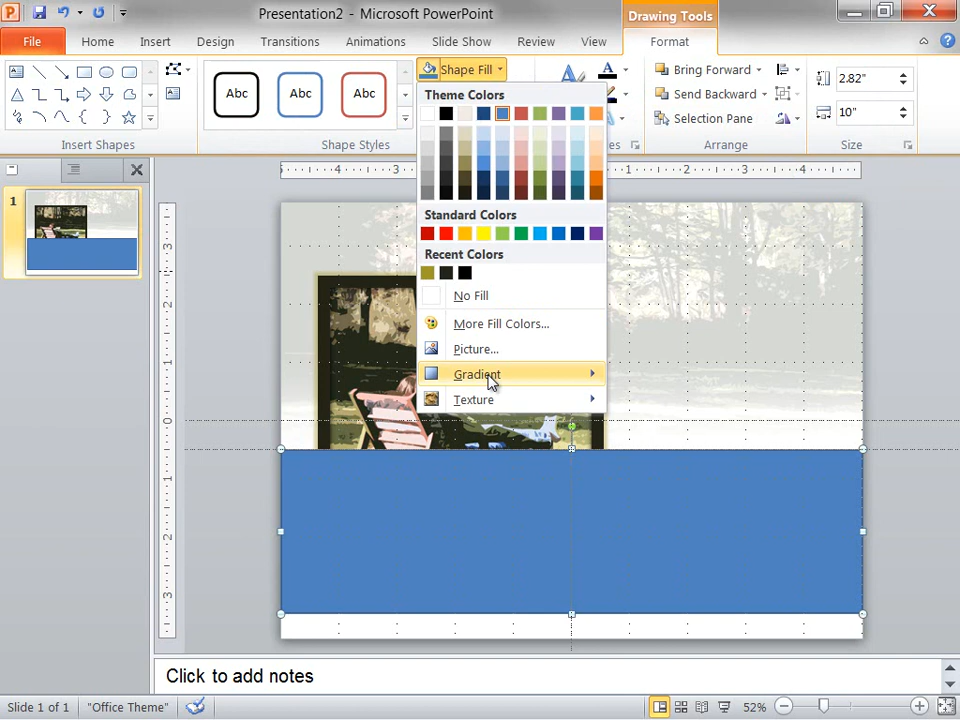 Presentation2 - Microsoft PowerPoint
Drawing Tools
File Home Insert Design Transitions Animations Slide Show Review View Format
Abc Abc Abc
Shape Fill
Bring Forward
Send Backward
Selection Pane
2.82"
10"
Insert Shapes Shape Styles Arrange Size
Theme Colors
Standard Colors
Recent Colors
No Fill
More Fill Colors...
Picture...
Gradient
Texture
1
Click to add notes
Slide 1 of 1 "Office Theme" 52%